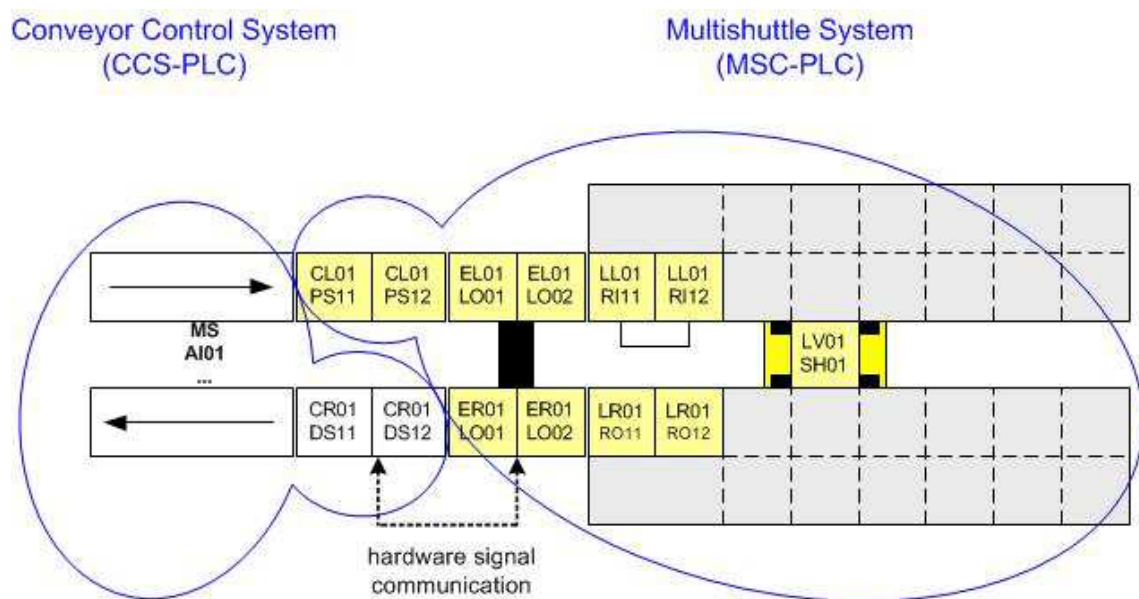 Conveyor Control System
(CCS-PLC)
Multishuttle System
(MSC-PLC)
CL01
PS11
CL01
PS12
EL01
LO01
EL01
LO02
LL01
RI11
LL01
RI12
MS
AI01
...
LV01
SH01
CR01
DS11
CR01
DS12
ER01
LO01
ER01
LO02
LR01
RO11
LR01
RO12
hardware signal
communication